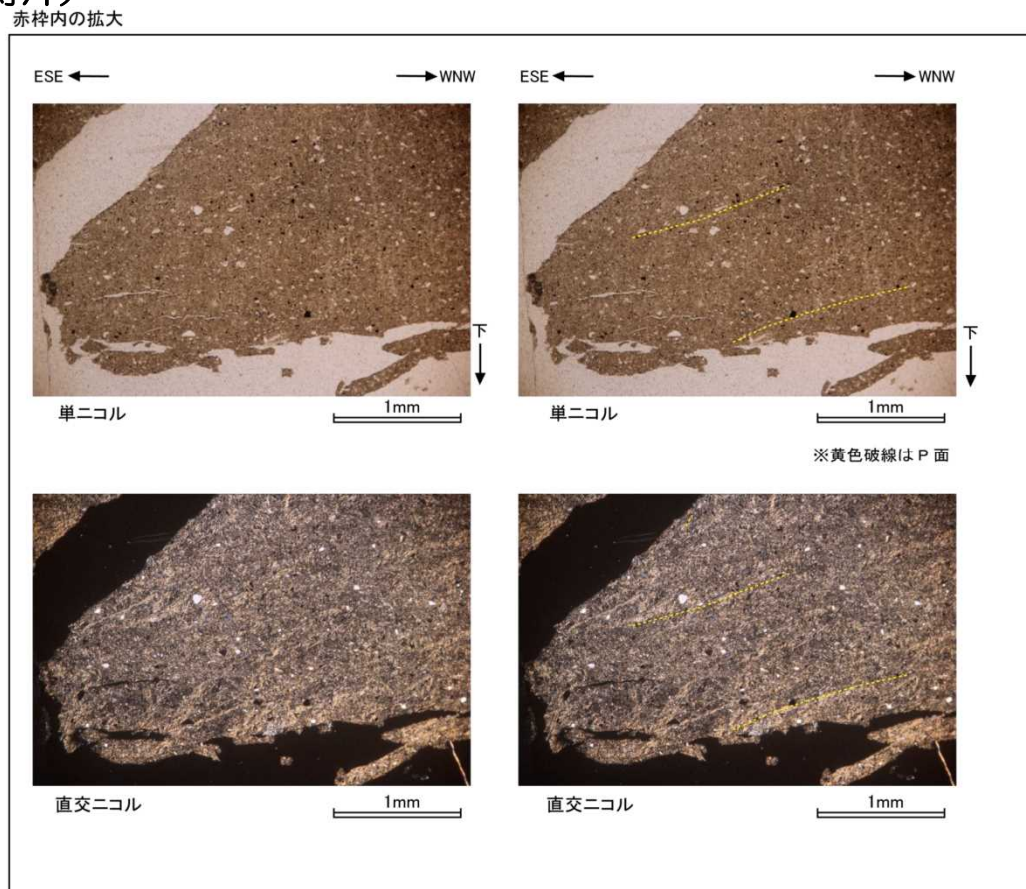 赤枠内の拡大
ESE WNW ESE WNW
下 下
単ニコル 1mm 単ニコル 1mm
※黄色破線はP面
直交ニコル 1mm 直交ニコル 1mm